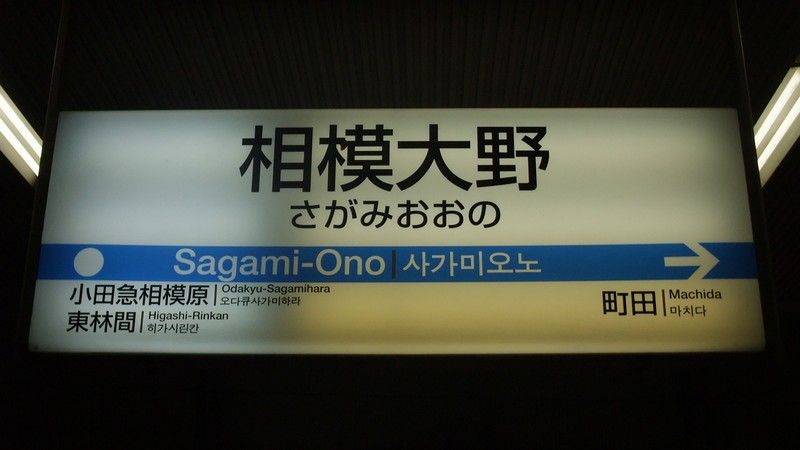 相模大野
さがみおおの
Sagami-Ono 사가미오노
小田急相模原 Odakyu-Sagamihara 오다큐사가미하라
東林間 Higashi-Rinkan 히가시린칸
町田 Machida 마치다